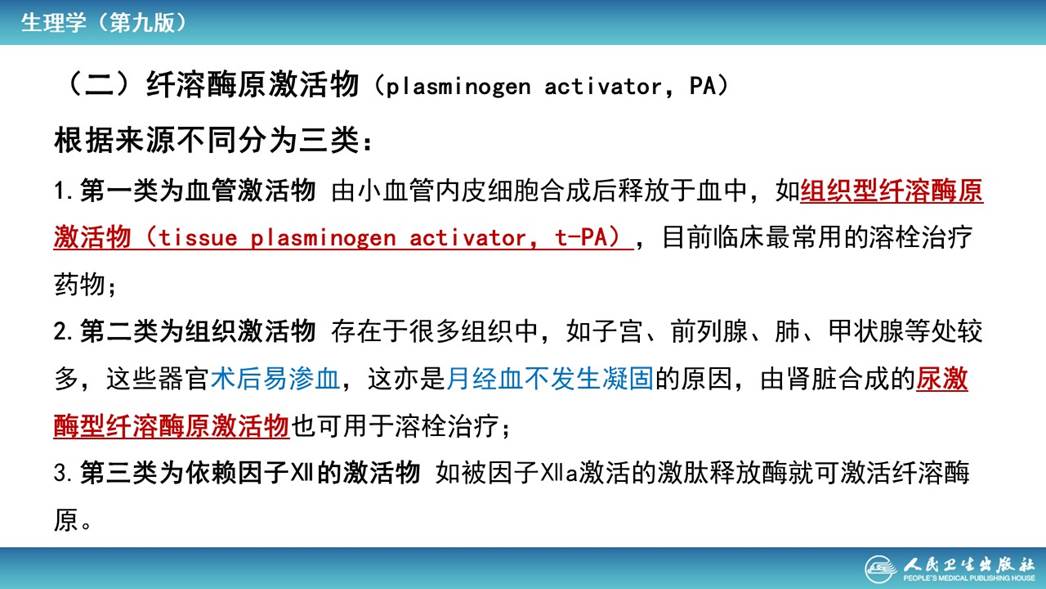 生理学（第九版）
（二）纤溶酶原激活物（plasminogen activator，PA）
根据来源不同分为三类：
1.第一类为血管激活物 由小血管内皮细胞合成后释放于血中，如组织型纤溶酶原
激活物（tissue plasminogen activator，t-PA），目前临床最常用的溶栓治疗
药物；
2.第二类为组织激活物 存在于很多组织中，如子宫、前列腺、肺、甲状腺等处较
多，这些器官术后易渗血，这亦是月经血不发生凝固的原因，由肾脏合成的尿激
酶型纤溶酶原激活物也可用于溶栓治疗；
3.第三类为依赖因子Ⅻ的激活物 如被因子Ⅻa激活的激肽释放酶就可激活纤溶酶
原。
人民卫生出版社
PEOPLE'S MEDICAL PUBLISHING HOUSE